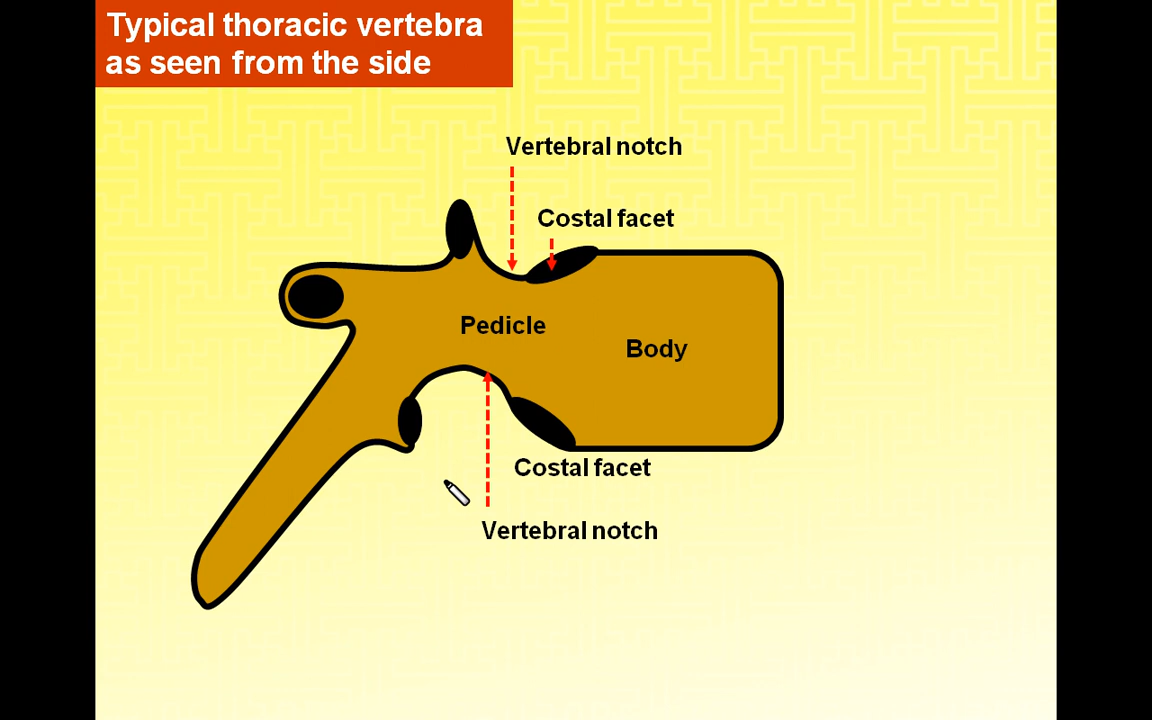 Typical thoracic vertebra
as seen from the side
Vertebral notch
Costal facet
Pedicle
Body
Costal facet
Vertebral notch